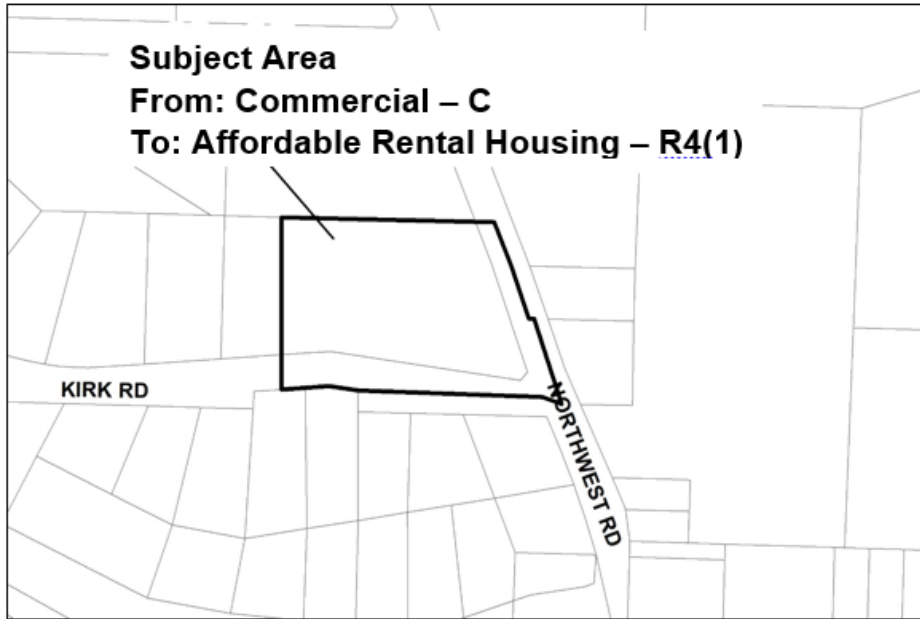 Subject Area
From: Commercial – C
To: Affordable Rental Housing – R4(1)
KIRK RD
NORTHWEST RD